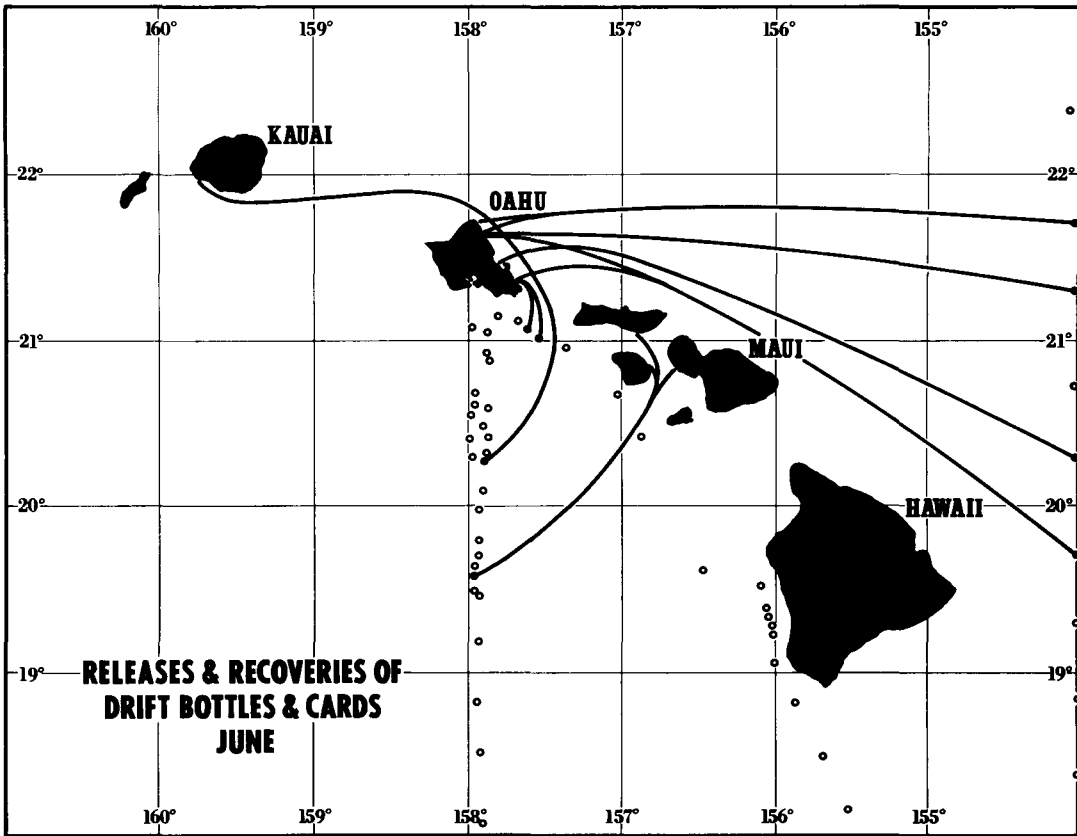 160° 159° 158° 157° 156° 155°
KAUAI
22° 22°
OAHU
21° 21°
MAUI
20° 20°
HAWAII
19° 19°
RELEASES & RECOVERIES OF
DRIFT BOTTLES & CARDS
JUNE
160° 159° 158° 157° 156° 155°